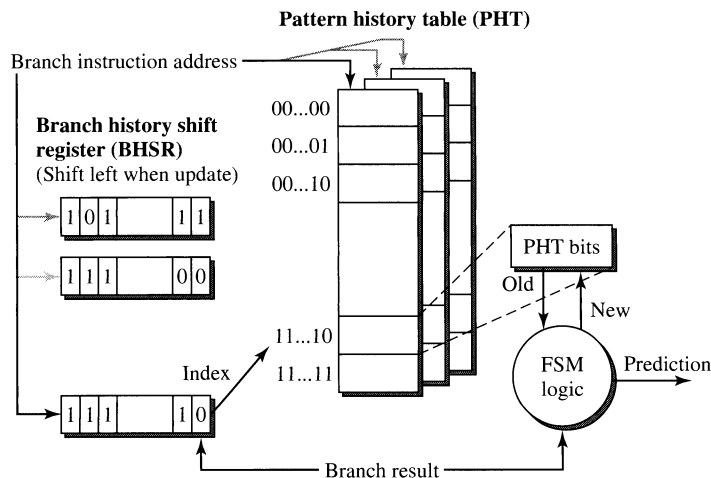 Pattern history table (PHT)
Branch instruction address
00...00
Branch history shift
register (BHSR)
(Shift left when update)
00...01
00...10
1 0 1 1 1
1 1 1 0 0
PHT bits
Old
New
11...10
Index
11...11
FSM
logic
Prediction
1 1 1 1 0
Branch result